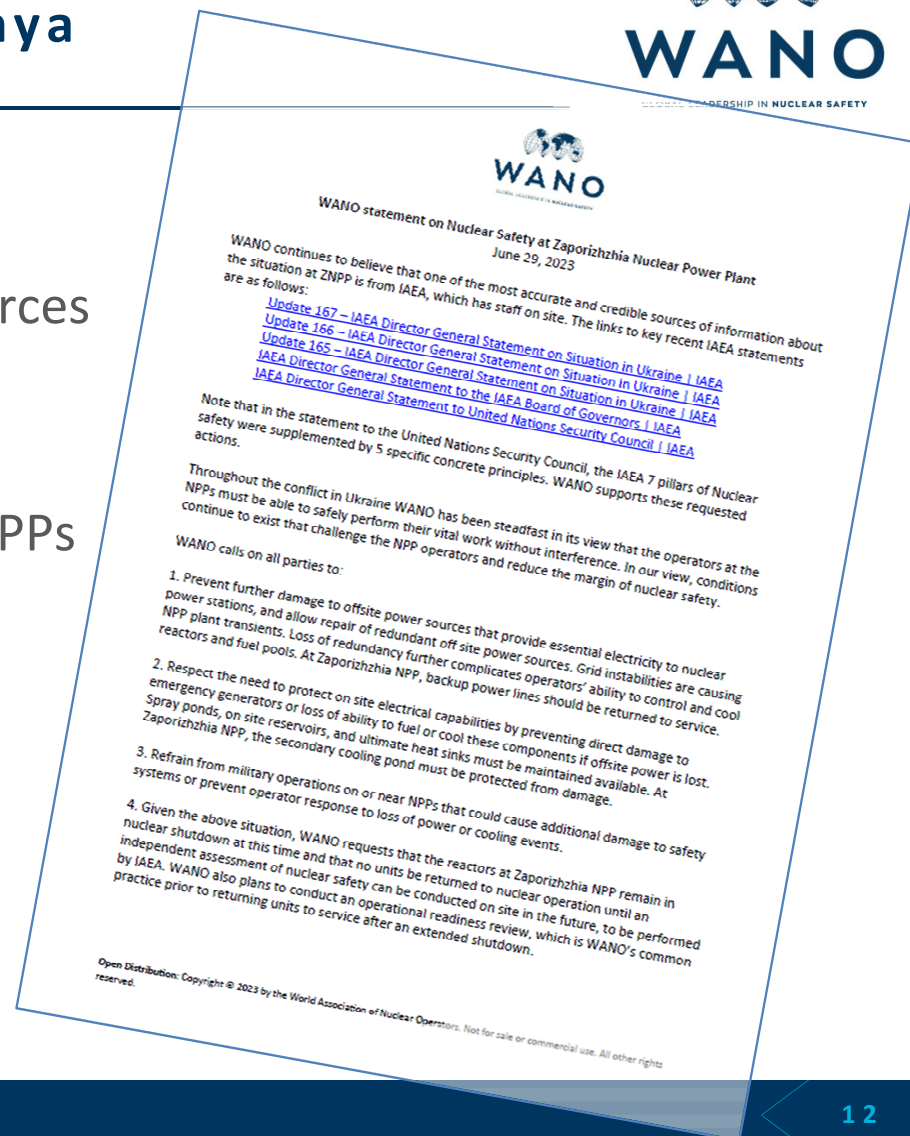 aya
WANO
GLOBAL LEADERSHIP IN NUCLEAR SAFETY
rces
PPs
WANO
GLOBAL LEADERSHIP IN NUCLEAR SAFETY
WANO statement on Nuclear Safety at Zaporizhzhia Nuclear Power Plant
June 29, 2023
WANO continues to believe that one of the most accurate and credible sources of information about
the situation at ZNPP is from IAEA, which has staff on site. The links to key recent IAEA statements
are as follows:
Update 167 – IAEA Director General Statement on Situation in Ukraine | IAEA
Update 166 – IAEA Director General Statement on Situation in Ukraine | IAEA
Update 165 – IAEA Director General Statement on Situation in Ukraine | IAEA
IAEA Director General Statement to the IAEA Board of Governors | IAEA
IAEA Director General Statement to United Nations Security Council | IAEA
Note that in the statement to the United Nations Security Council, the IAEA 7 pillars of Nuclear
safety were supplemented by 5 specific concrete principles. WANO supports these requested
actions.
Throughout the conflict in Ukraine WANO has been steadfast in its view that the operators at the
NPPs must be able to safely perform their vital work without interference. In our view, conditions
continue to exist that challenge the NPP operators and reduce the margin of nuclear safety.
WANO calls on all parties to:
1. Prevent further damage to offsite power sources that provide essential electricity to nuclear
power stations, and allow repair of redundant off site power sources. Grid instabilities are causing
NPP plant transients. Loss of redundancy further complicates operators’ ability to control and cool
reactors and fuel pools. At Zaporizhzhia NPP, backup power lines should be returned to service.
2. Respect the need to protect on site electrical capabilities by preventing direct damage to
emergency generators or loss of ability to fuel or cool these components if offsite power is lost.
Spray ponds, on site reservoirs, and ultimate heat sinks must be maintained available. At
Zaporizhzhia NPP, the secondary cooling pond must be protected from damage.
3. Refrain from military operations on or near NPPs that could cause additional damage to safety
systems or prevent operator response to loss of power or cooling events.
4. Given the above situation, WANO requests that the reactors at Zaporizhzhia NPP remain in
nuclear shutdown at this time and that no units be returned to nuclear operation until an
independent assessment of nuclear safety can be conducted on site in the future, to be performed
by IAEA. WANO also plans to conduct an operational readiness review, which is WANO’s common
practice prior to returning units to service after an extended shutdown.
Open Distribution: Copyright © 2023 by the World Association of Nuclear Operators. Not for sale or commercial use. All other rights
reserved.
12